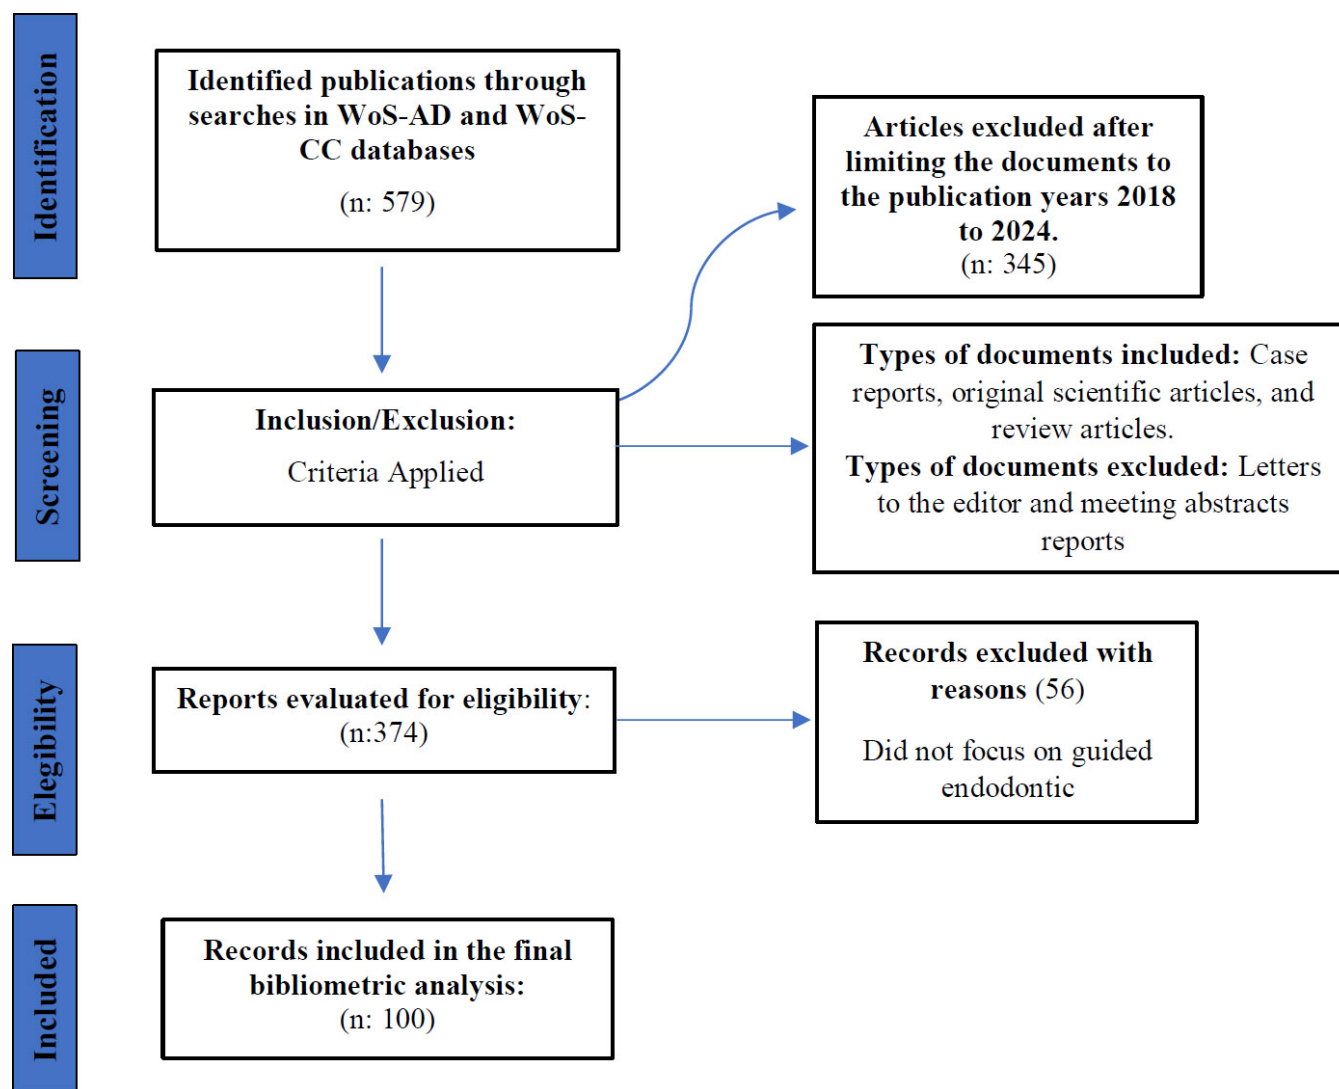 Identification
Identified publications through
searches in WoS-AD and WoS-
CC databases
(n: 579)
Articles excluded after
limiting the documents to
the publication years 2018
to 2024.
(n: 345)
Screening
Inclusion/Exclusion:
Criteria Applied
Types of documents included: Case
reports, original scientific articles, and
review articles.
Types of documents excluded: Letters
to the editor and meeting abstracts
reports
Elegibility
Reports evaluated for eligibility:
(n:374)
Records excluded with
reasons (56)
Did not focus on guided
endodontic
Included
Records included in the final
bibliometric analysis:
(n: 100)